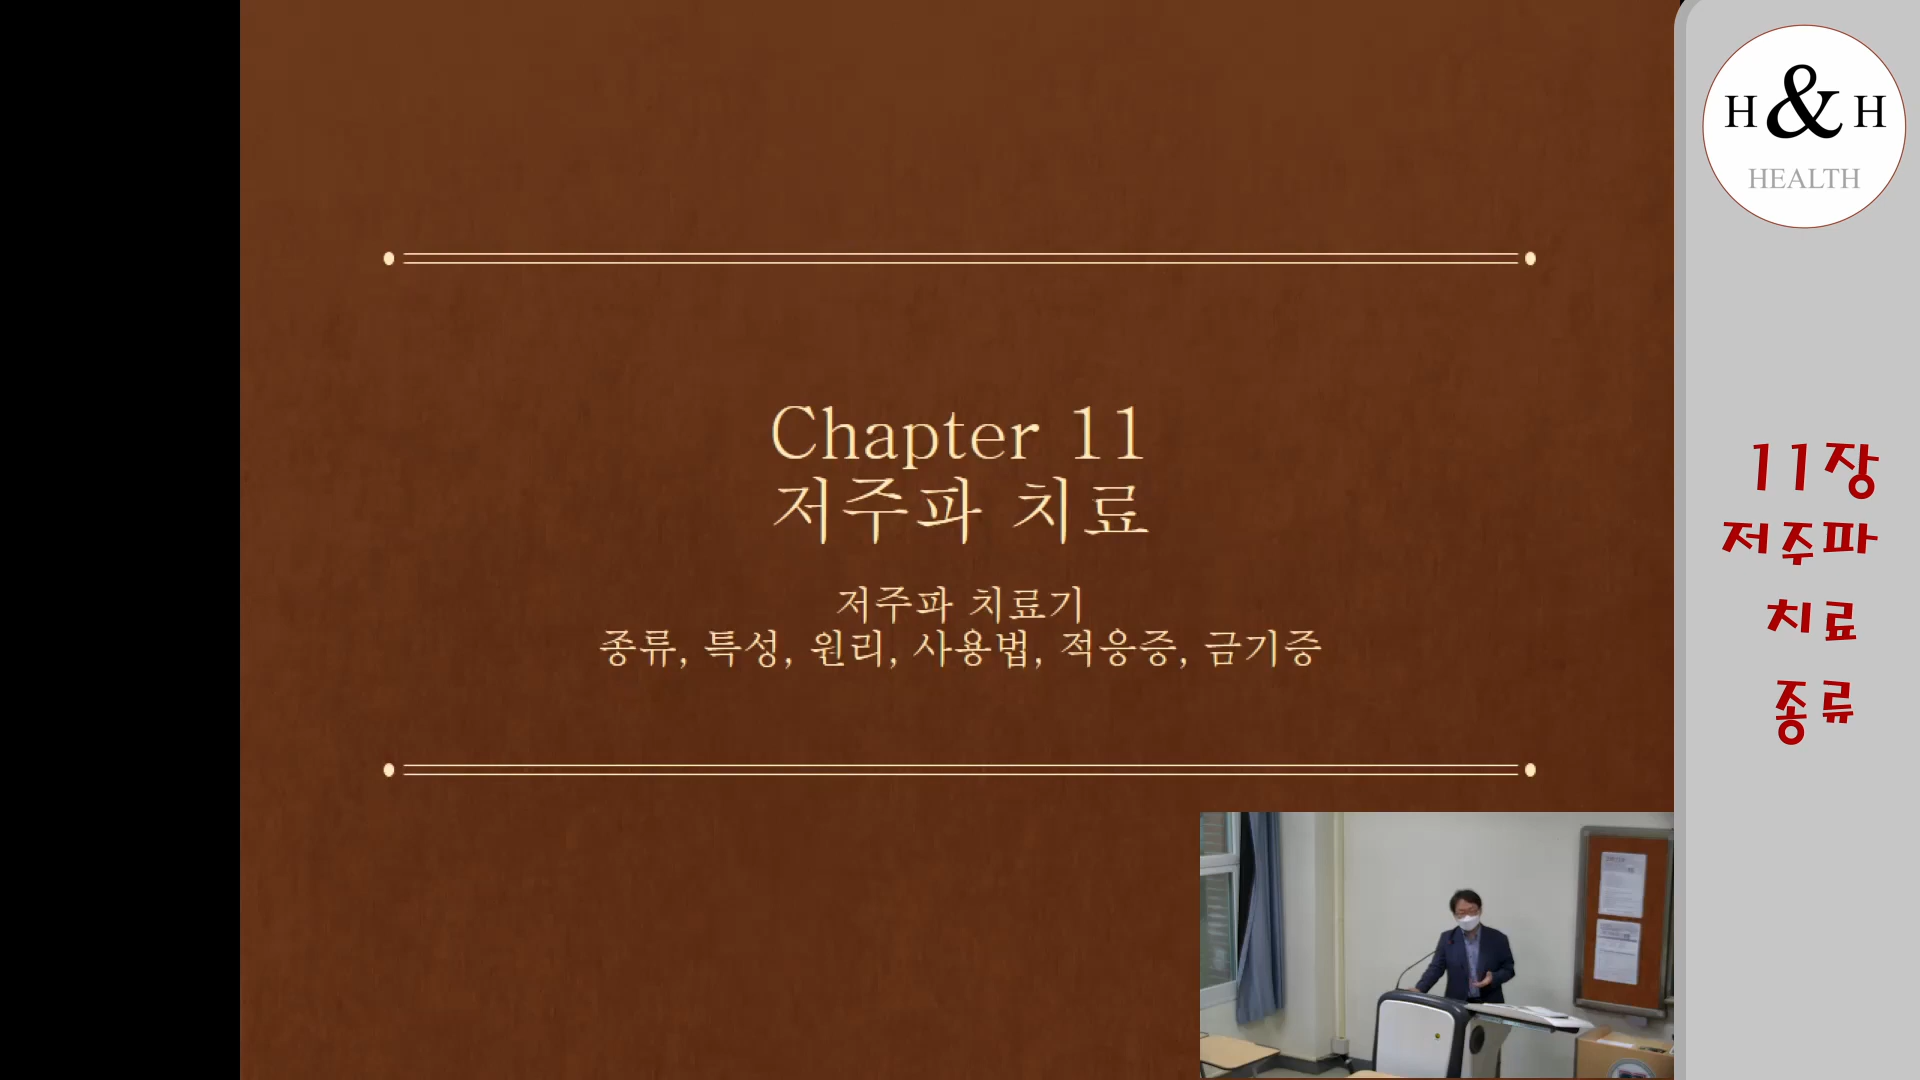 Chapter 11
저주파 치료
저주파 치료기
종류, 특성, 원리, 사용법, 적응증, 금기증
H&H
HEALTH
11장
저주파
치료
종류